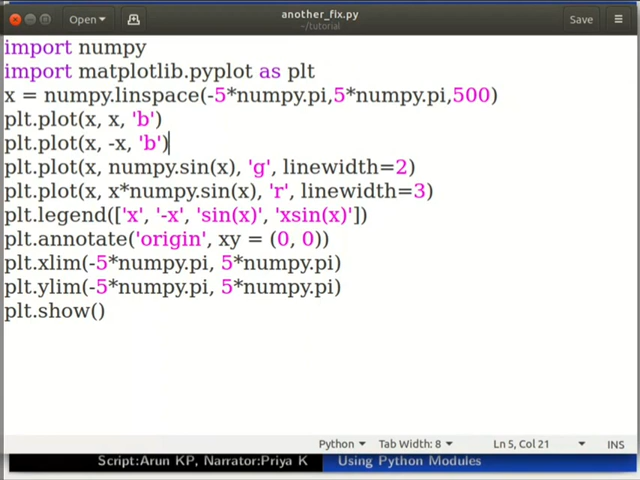 another_fix.py
Open
~/tutorial
Save
import numpy
import matplotlib.pyplot as plt
x = numpy.linspace(-5*numpy.pi,5*numpy.pi,500)
plt.plot(x, x, 'b')
plt.plot(x, -x, 'b')
plt.plot(x, numpy.sin(x), 'g', linewidth=2)
plt.plot(x, x*numpy.sin(x), 'r', linewidth=3)
plt.legend(['x', '-x', 'sin(x)', 'xsin(x)'])
plt.annotate('origin', xy = (0, 0))
plt.xlim(-5*numpy.pi, 5*numpy.pi)
plt.ylim(-5*numpy.pi, 5*numpy.pi)
plt.show()
Python Tab Width: 8 Ln 5, Col 21 INS
Script:Arun KP, Narrator:Priya K Using Python Modules